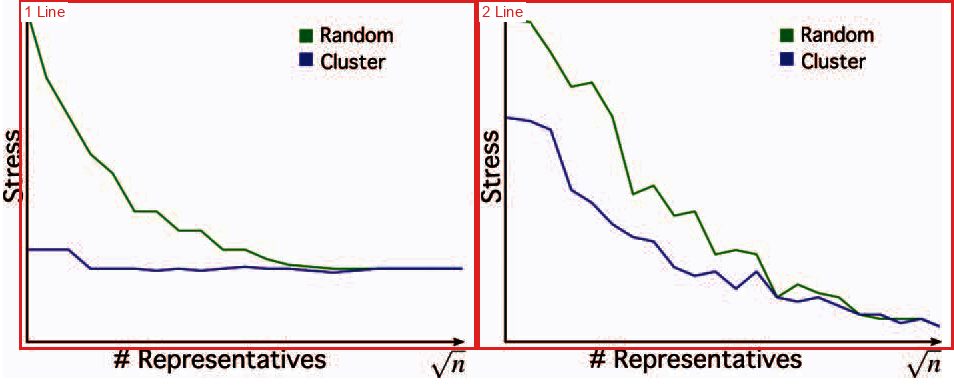 1 Line
Random
Cluster
Stress
# Representatives
√n
2 Line
Random
Cluster
Stress
# Representatives
√n